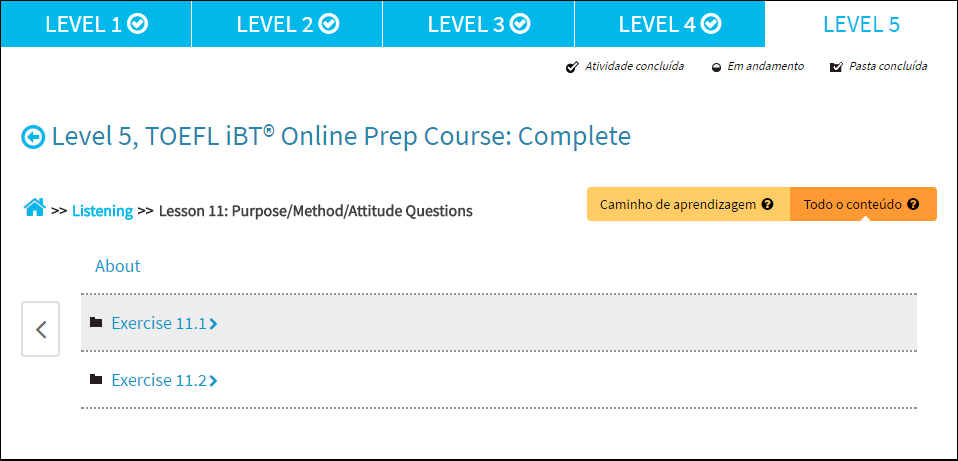 LEVEL 1 LEVEL 2 LEVEL 3 LEVEL 4 LEVEL 5
Atividade concluída Em andamento Pasta concluída
Level 5, TOEFL iBT® Online Prep Course: Complete
>> Listening >> Lesson 11: Purpose/Method/Attitude Questions
Caminho de aprendizagem ? Todo o conteúdo ?
About
Exercise 11.1
Exercise 11.2